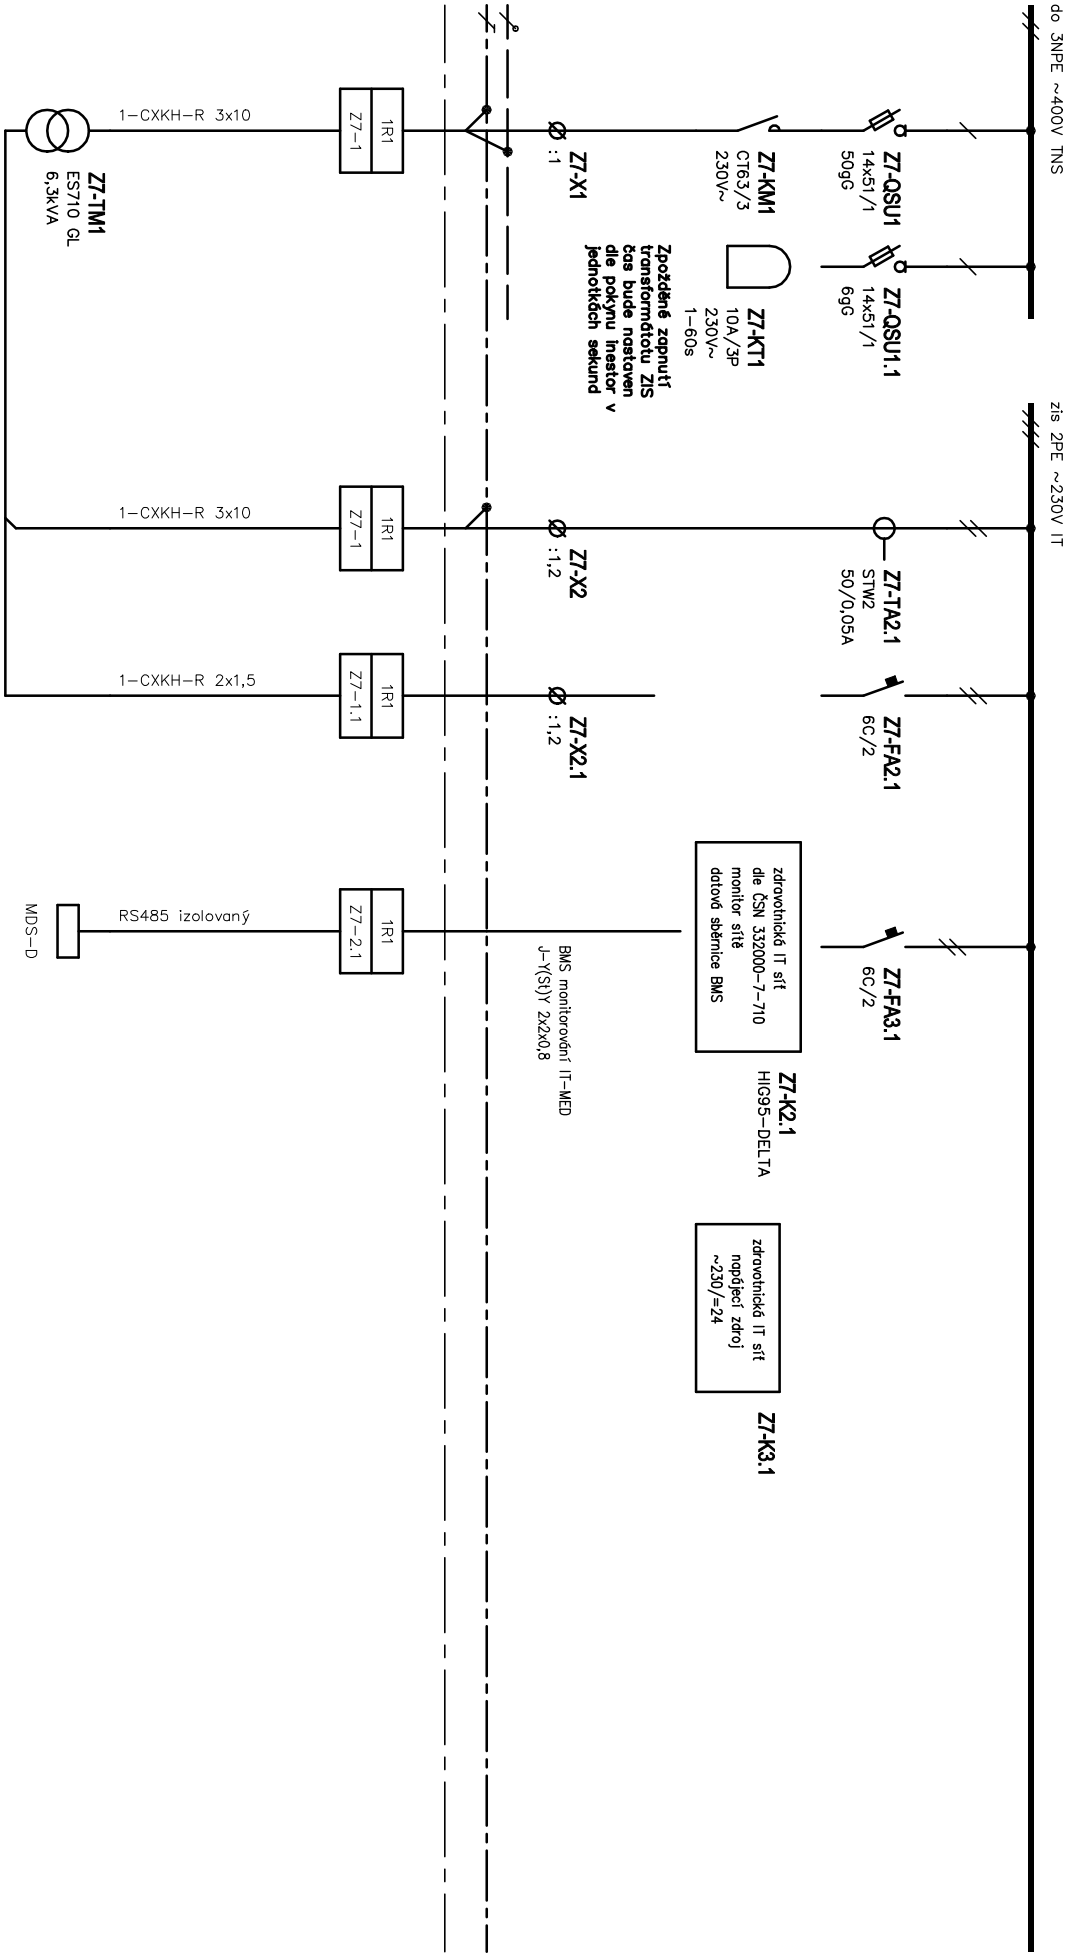 do 3NPE ~400V TNS
zis 2PE ~230V IT
Z7-QSU1
14x51/1
50gG
Z7-QSU1.1
14x51/1
6gG
Z7-TA2.1
STW2
50/0,05A
Z7-FA2.1
6C/2
Z7-FA3.1
6C/2
Z7-KM1
CT63/3
230V~
Z7-KT1
10A/3P
230V~
1-60s
zdravotnická IT síť
dle ČSN 332000-7-710
monitor sítě
datová sběrnice BMS
Z7-K2.1
HIG95-DELTA
zdravotnická IT síť
napájecí zdroj
~230/=24
Z7-K3.1
Zpožděné zapnutí
transformátotu ZIS
čas bude nastaven
dle pokynu inestor v
jednotkách sekund
Z7-X1
:1
Z7-X2
:1,2
Z7-X2.1
:1,2
BMS monitorování IT-MED
J-Y(St)Y 2x2x0,8
1R1
Z7-1
1R1
Z7-1
1R1
Z7-1.1
1R1
Z7-2.1
1-CXKH-R 3x10
1-CXKH-R 3x10
1-CXKH-R 2x1,5
RS485 izolovaný
Z7-TM1
ES710 GL
6,3kVA
MDS-D